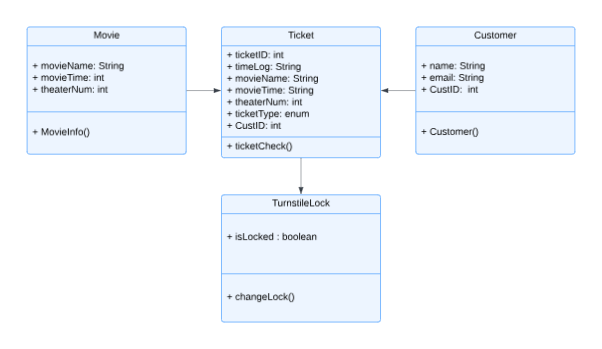 Movie
+ movieName: String
+ movieTime: int
+ theaterNum: int
+ MovieInfo()
Ticket
+ ticketID: int
+ timeLog: String
+ movieName: String
+ movieTime: String
+ theaterNum: int
+ ticketType: enum
+ CustID: int
+ ticketCheck()
Customer
+ name: String
+ email: String
+ CustID: int
+ Customer()
TurnstileLock
+ isLocked : boolean
+ changeLock()